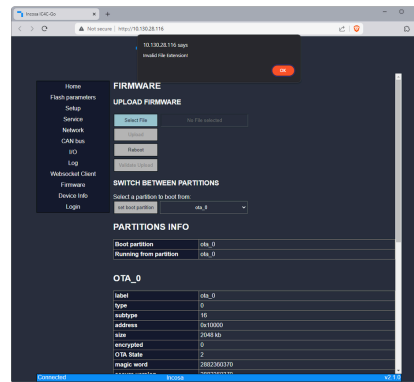 Incosa IC4C-Go
Not secure | http://10.130.28.116
10.130.28.116 says
Invalid File Extension!
OK
Home
Flash parameters
Setup
Service
Network
CAN bus
I/O
Log
Websocket Client
Firmware
Device Info
Login
FIRMWARE
UPLOAD FIRMWARE
Select File
No File selected
Upload
Reboot
Validate Upload
SWITCH BETWEEN PARTITIONS
Select a partition to boot from:
set boot partition
ota_0
PARTITIONS INFO
Boot partition ota_0
Running from partition ota_0
OTA_0
label ota_0
type 0
subtype 16
address 0x10000
size 2048 kb
encrypted 0
OTA State 2
magic word 2882360370
Connected
Incosa
v2.1.0